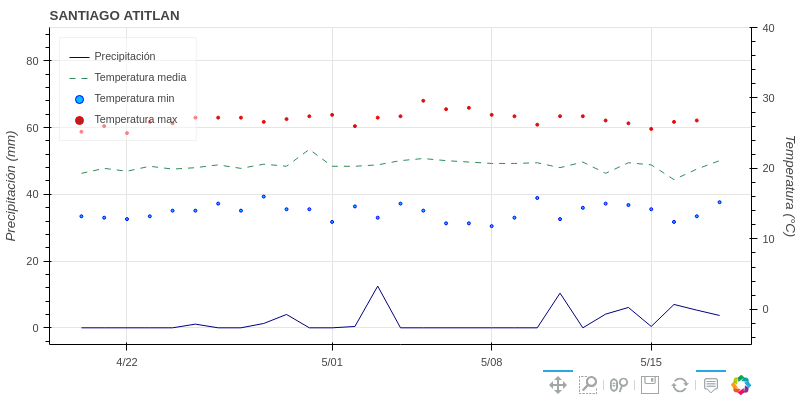 SANTIAGO ATITLAN
Precipitación
Temperatura media
Temperatura min
Temperatura max
Precipitación (mm)
80
60
40
20
0
Temperatura (°C)
40
30
20
10
0
4/22
5/01
5/08
5/15